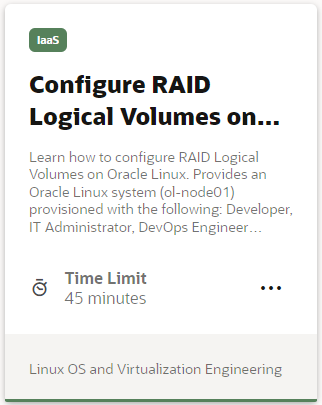 IaaS
Configure RAID
Logical Volumes on...
Learn how to configure RAID Logical
Volumes on Oracle Linux. Provides an
Oracle Linux system (ol-node01)
provisioned with the following: Developer,
IT Administrator, DevOps Engineer...
Time Limit
45 minutes
Linux OS and Virtualization Engineering